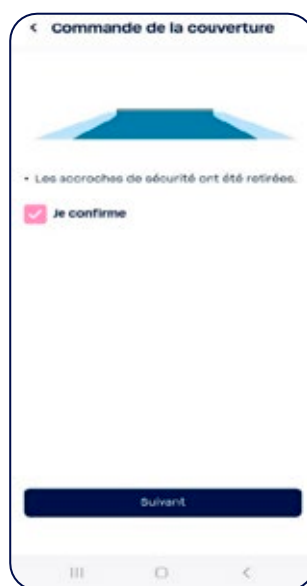 Commande de la couverture
• Les accroches de sécurité ont été retirées.
Je confirme
Suivant